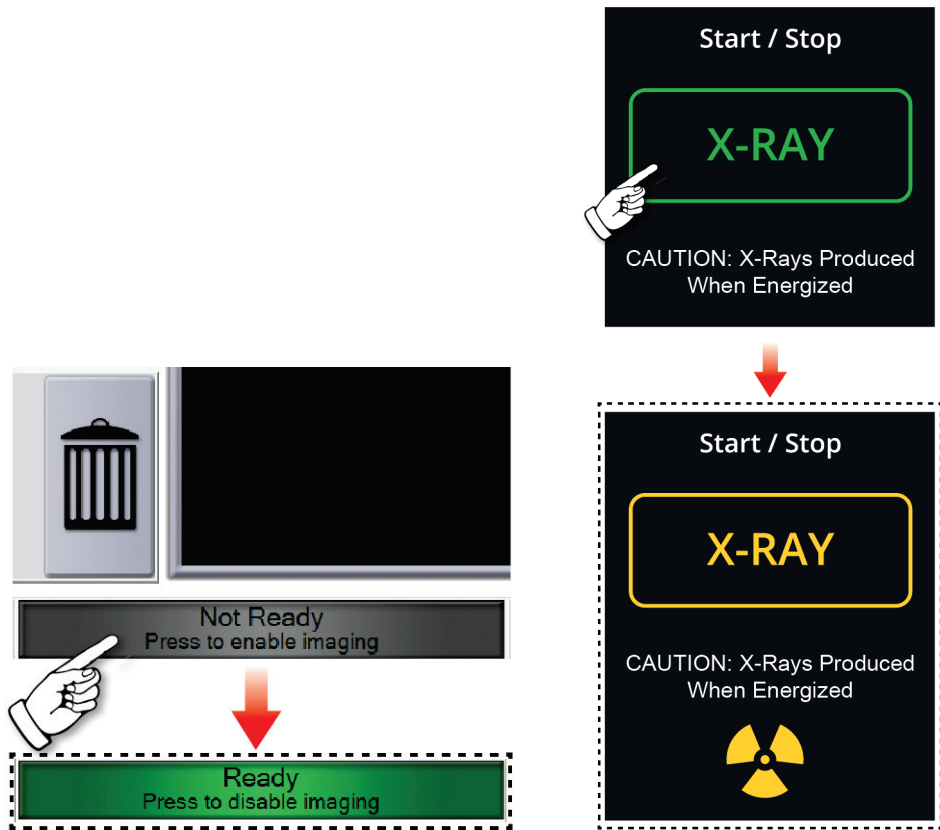 Start / Stop
X-RAY
CAUTION: X-Rays Produced
When Energized
Not Ready
Press to enable imaging
Ready
Press to disable imaging
Start / Stop
X-RAY
CAUTION: X-Rays Produced
When Energized